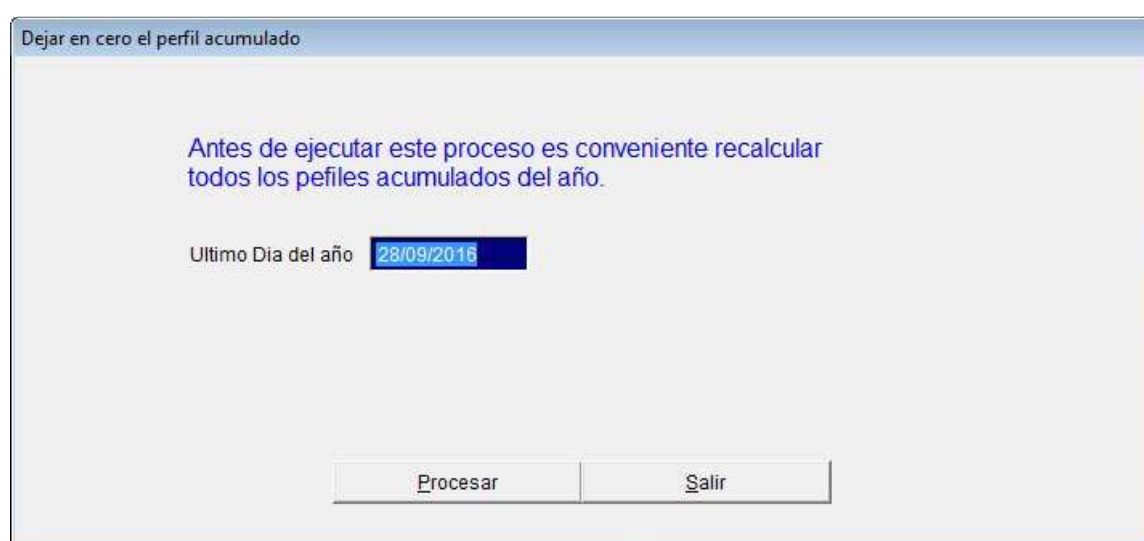 Dejar en cero el perfil acumulado
Antes de ejecutar este proceso es conveniente recalcular
todos los pefiles acumulados del año.
Ultimo Dia del año 28/09/2016
Procesar Salir